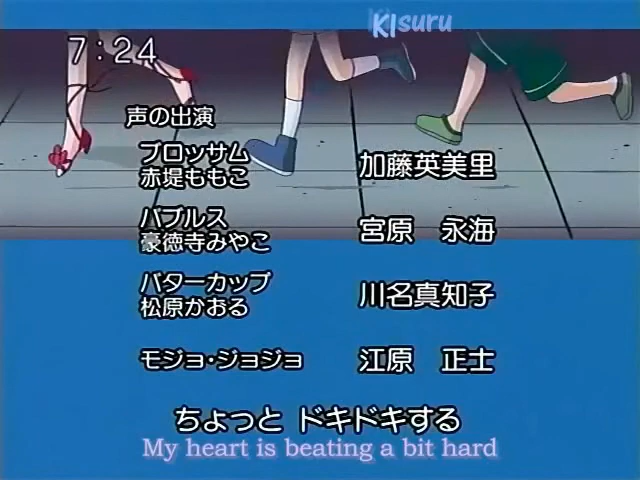 KIsuru
7:24
声の出演
ブロッサム
赤堤ももこ
加藤英美里
バブルス
豪徳寺みやこ
宮原 永海
バターカップ
松原かおる
川名真知子
モジョ・ジョジョ
江原 正士
ちょっと ドキドキする
My heart is beating a bit hard